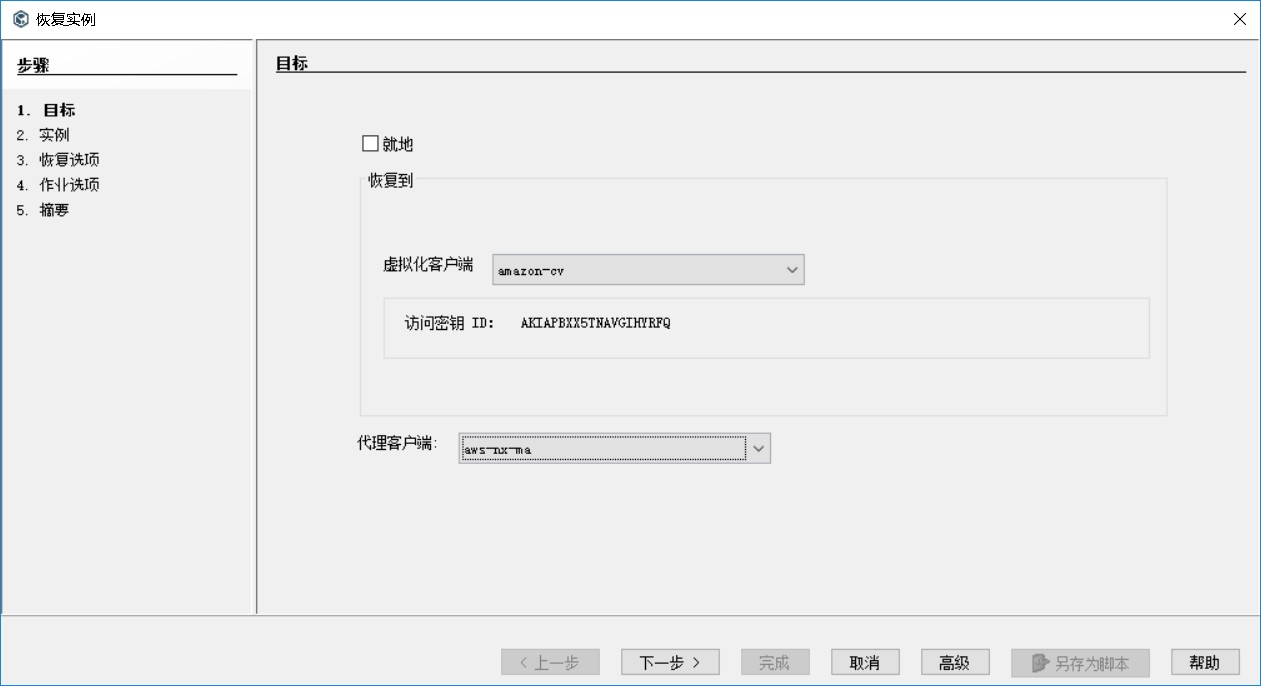 恢复实例
步骤
1. 目标
2. 实例
3. 恢复选项
4. 作业选项
5. 摘要
目标
就地
恢复到
虚拟化客户端 amazon-cv
访问密钥 ID: AKIAPBXX5TNAVGIHYRFQ
代理客户端: aws-nx-ma
< 上一步 下一步 > 完成 取消 高级 另存为脚本 帮助